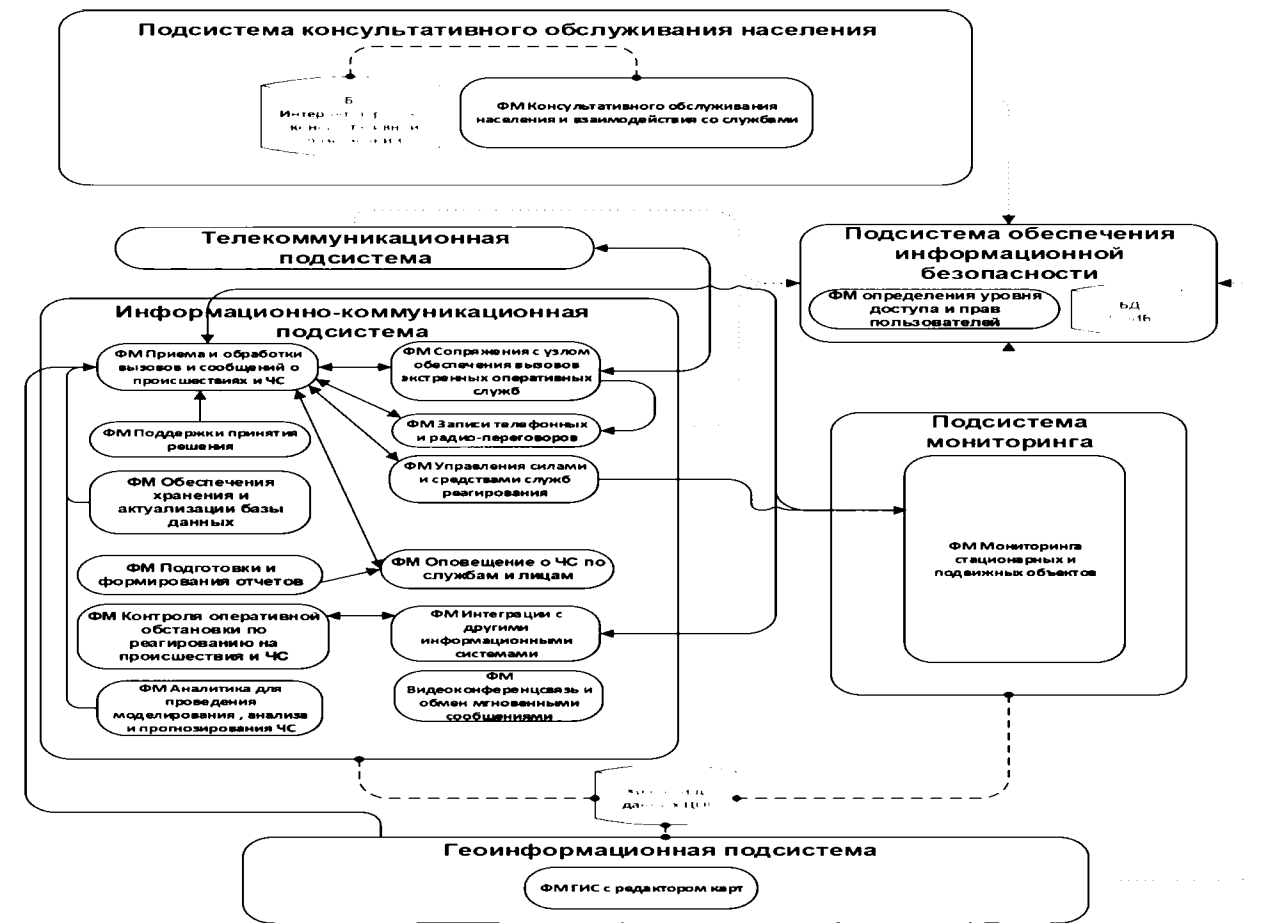 Подсистема консультативного обслуживания населения
ФМ Консультативного обслуживания
населения и взаимодействия со службами
Телекоммуникационная
подсистема
Подсистема обеспечения
информационной
безопасности
ФМ определения уровня
доступа и прав
пользователей
БД
Информационно-коммуникационная
подсистема
ФМ Приема и обработки
вызовов и сообщений о
происшествиях и ЧС
ФМ Сопряжения с узлом
обеспечения вызовов
экстренных оперативных
служб
ФМ Поддержки принятия
решения
ФМ Записи телефонных
и радио-переговоров
ФМ Управления силами
и средствами служб
реагирования
ФМ Обеспечения
хранения и
актуализации базы
данных
ФМ Подготовки и
формирования отчетов
ФМ Оповещение о ЧС по
службам и лицам
ФМ Контроля оперативной
обстановки по
реагированию на
происшествия и ЧС
ФМ Интеграции с
другими
информационными
системами
ФМ Аналитика для
проведения
моделирования , анализа
и прогнозирования ЧС
ФМ
Видеоконференцсвязь и
обмен мгновенными
сообщениями
Подсистема
мониторинга
ФМ Мониторинга
стационарных и
подвижных объектов
Геоинформационная подсистема
ФМ ГИС с редактором карт